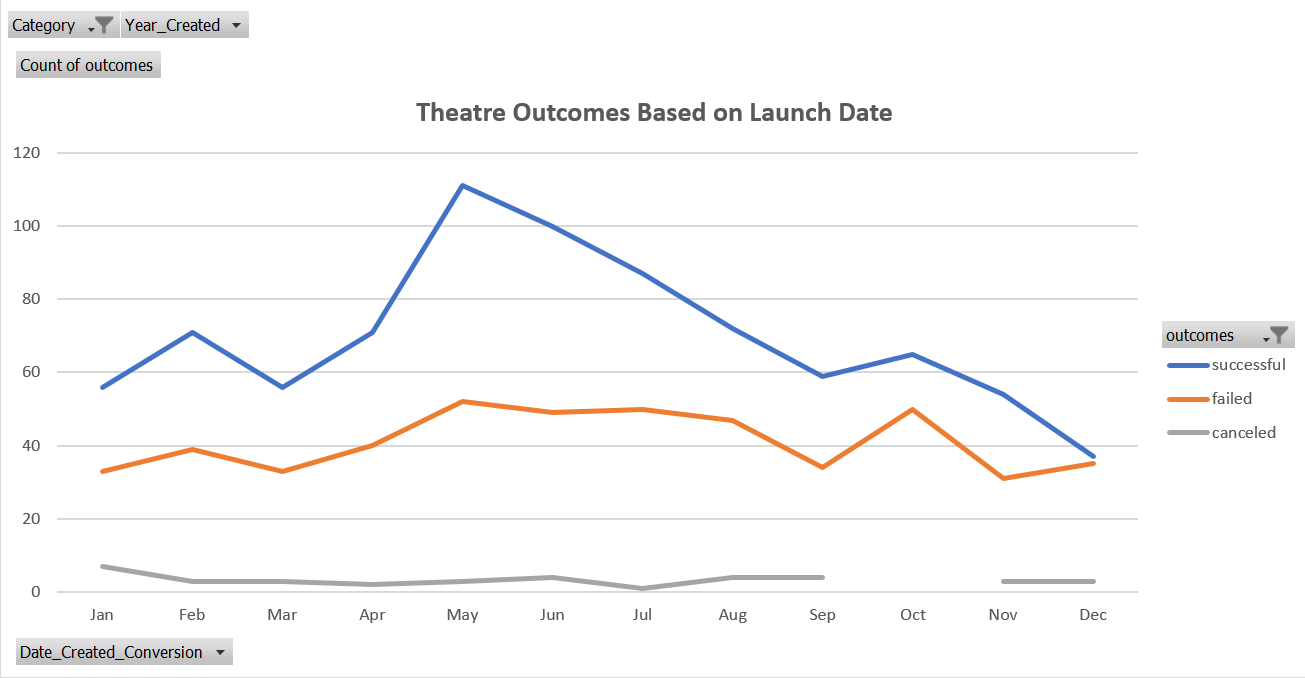 Category Year_Created
Count of outcomes
Theatre Outcomes Based on Launch Date
120
100
80
60
40
20
0
Jan Feb Mar Apr May Jun Jul Aug Sep Oct Nov Dec
outcomes
successful
failed
canceled
Date_Created_Conversion